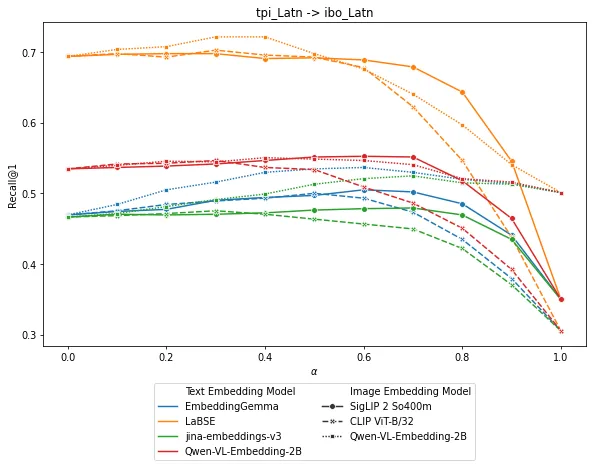 tpi_Latn -> ibo_Latn
Recall@1
0.7
0.6
0.5
0.4
0.3
0.0 0.2 0.4 0.6 0.8 1.0
α
Text Embedding Model
EmbeddingGemma
LaBSE
jina-embeddings-v3
Qwen-VL-Embedding-2B
Image Embedding Model
SigLIP 2 So400m
CLIP ViT-B/32
Qwen-VL-Embedding-2B